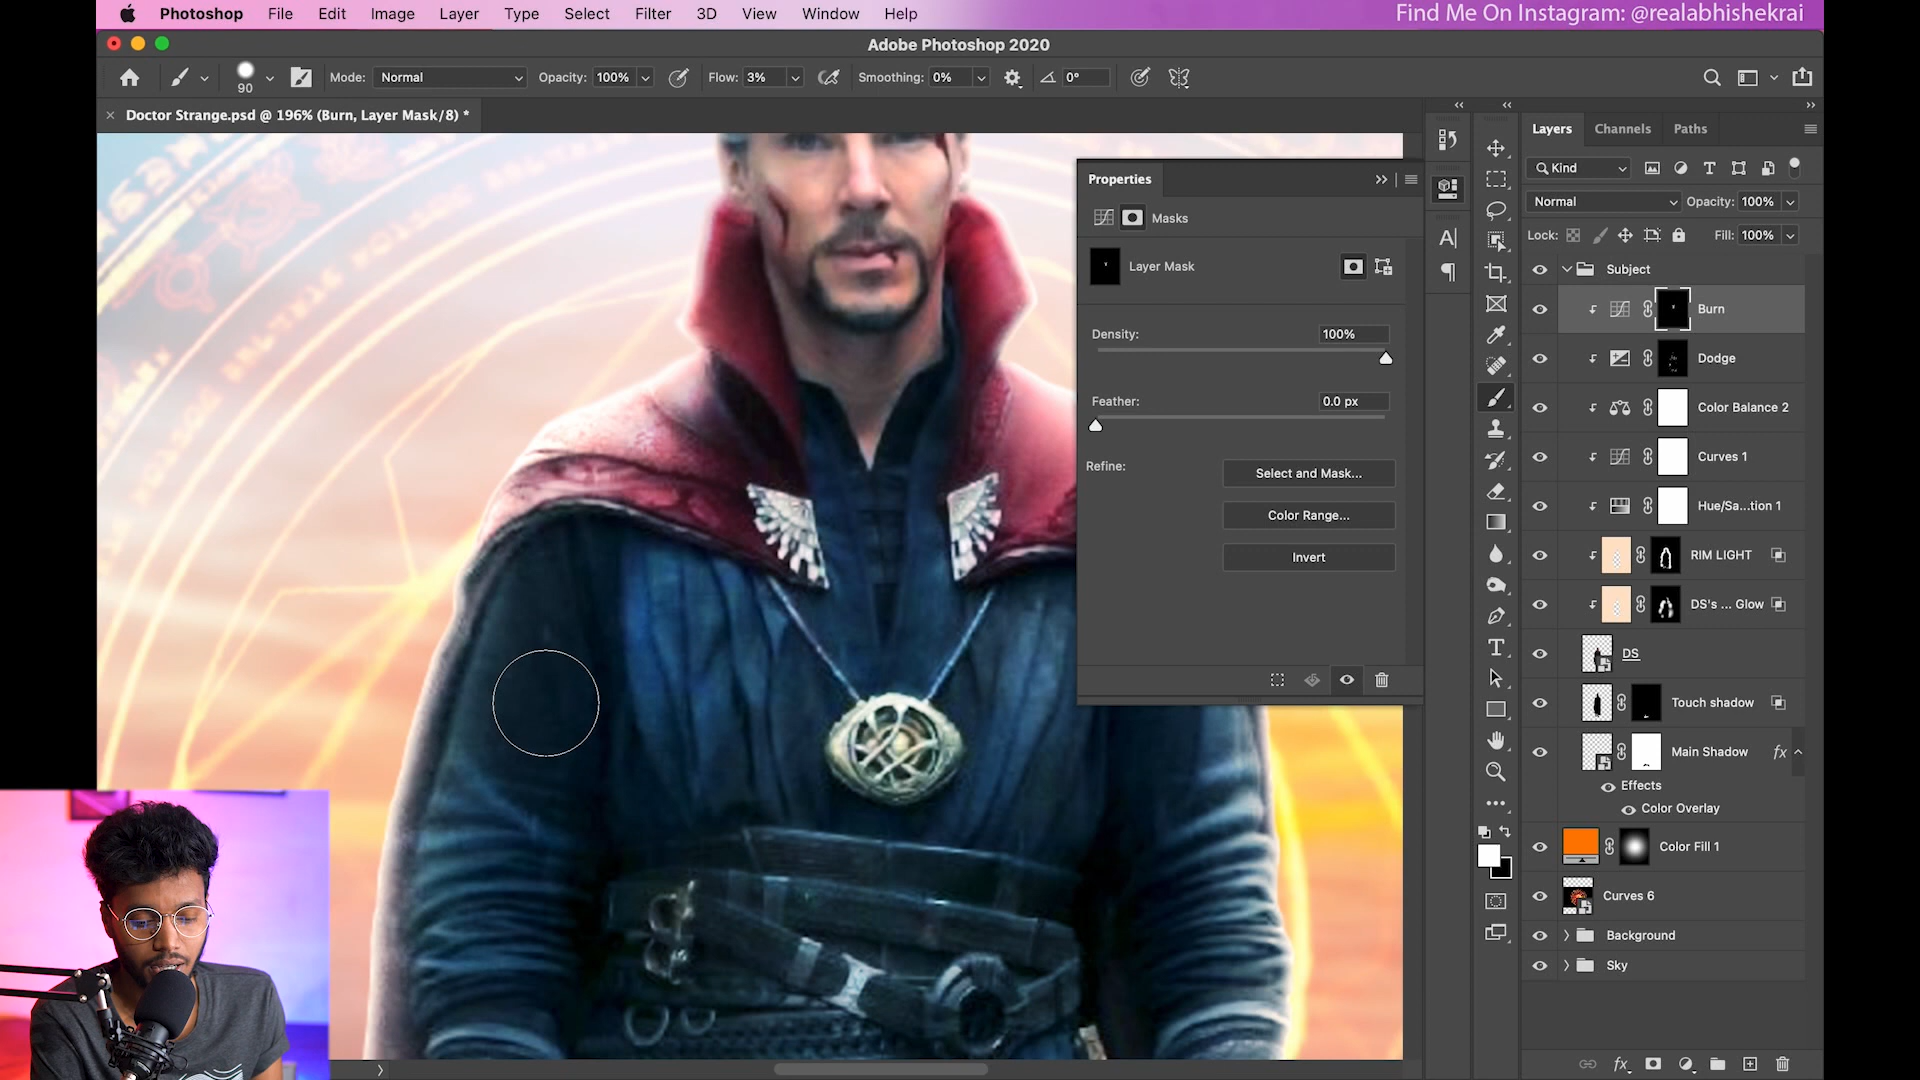 Photoshop File Edit Image Layer Type Select Filter 3D View Window Help
Find Me On Instagram: @realabhishekrai
Adobe Photoshop 2020
90
Mode: Normal Opacity: 100% Flow: 3% Smoothing: 0% 0°
× Doctor Strange.psd @ 196% (Burn, Layer Mask/8) *
Properties
Masks
Layer Mask
Density: 100%
Feather: 0.0 px
Refine:
Select and Mask...
Color Range...
Invert
Layers Channels Paths
Kind
Normal Opacity: 100%
Lock: Fill: 100%
Subject
Burn
Dodge
Color Balance 2
Curves 1
Hue/Sa...tion 1
RIM LIGHT
DS's ... Glow
DS
Touch shadow
Main Shadow fx
Effects
Color Overlay
Color Fill 1
Curves 6
Background
Sky
fx